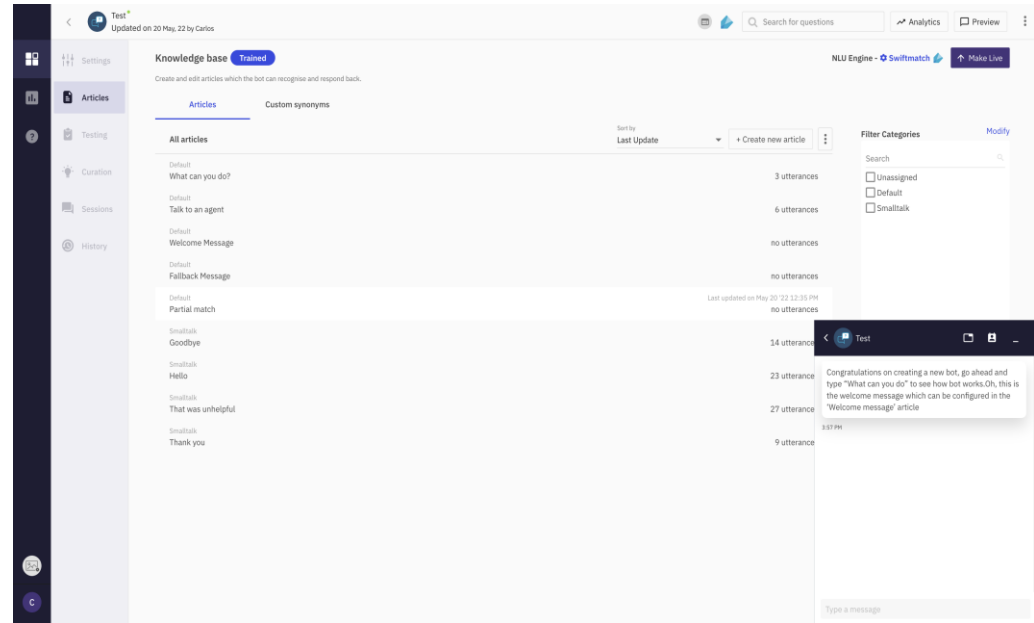 Test
Updated on 20 May, 22 by Carlos
Search for questions
Analytics
Preview
Settings
Articles
Testing
Curation
Sessions
History
Knowledge base Trained
NLU Engine - Swiftmatch
Make Live
Create and edit articles which the bot can recognise and respond back.
Articles Custom synonyms
All articles
Sort by
Last Update
+ Create new article
Default
What can you do? 3 utterances
Default
Talk to an agent 6 utterances
Default
Welcome Message no utterances
Default
Fallback Message no utterances
Default Last updated on May 20 '22 12:35 PM
Partial match no utterances
Smalltalk
Goodbye 14 utterance
Smalltalk
Hello 23 utterance
Smalltalk
That was unhelpful 27 utterance
Smalltalk
Thank you 9 utterance
Filter Categories Modify
Search
Unassigned
Default
Smalltalk
Test
Congratulations on creating a new bot, go ahead and
type "What can you do" to see how bot works.Oh, this is
the welcome message which can be configured in the
'Welcome message' article
3:57 PM
Type a message
C